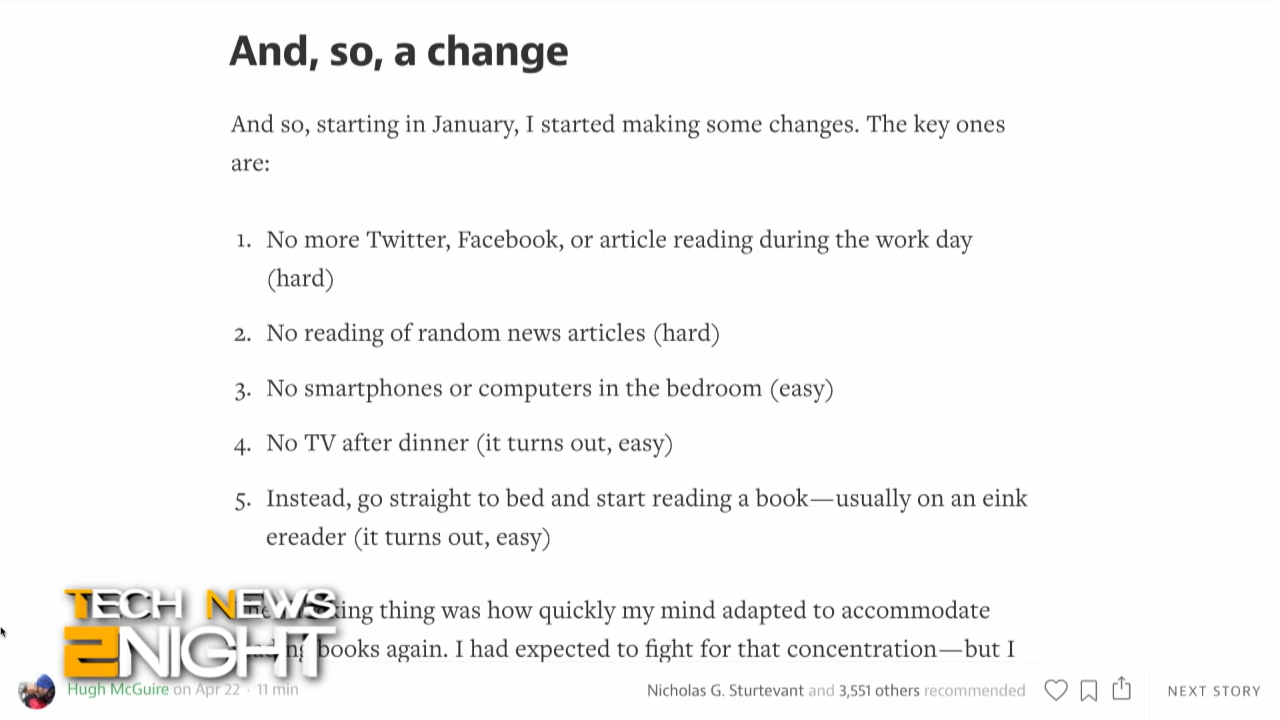 And, so, a change
And so, starting in January, I started making some changes. The key ones
are:
1. No more Twitter, Facebook, or article reading during the work day
(hard)
2. No reading of random news articles (hard)
3. No smartphones or computers in the bedroom (easy)
4. No TV after dinner (it turns out, easy)
5. Instead, go straight to bed and start reading a book—usually on an eink
ereader (it turns out, easy)
thing was how quickly my mind adapted to accommodate
books again. I had expected to fight for that concentration—but I
TECH NEWS
2NIGHT
Hugh McGuire on Apr 22 · 11 min
Nicholas G. Sturtevant and 3,551 others recommended
NEXT STORY